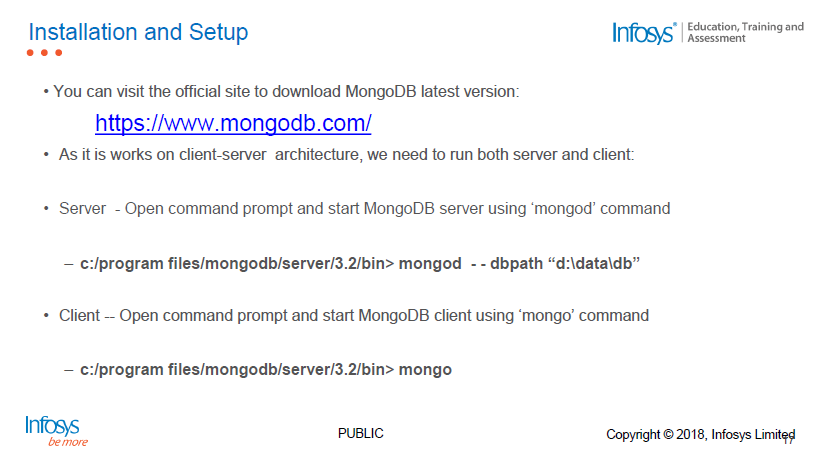 Installation and Setup
Infosys® | Education, Training and
Assessment
• You can visit the official site to download MongoDB latest version:
https://www.mongodb.com/
• As it is works on client-server architecture, we need to run both server and client:
• Server - Open command prompt and start MongoDB server using ‘mongod’ command
– c:/program files/mongodb/server/3.2/bin> mongod - - dbpath “d:\data\db”
• Client -- Open command prompt and start MongoDB client using ‘mongo’ command
– c:/program files/mongodb/server/3.2/bin> mongo
Infosys
be more
PUBLIC
Copyright © 2018, Infosys Limited
17